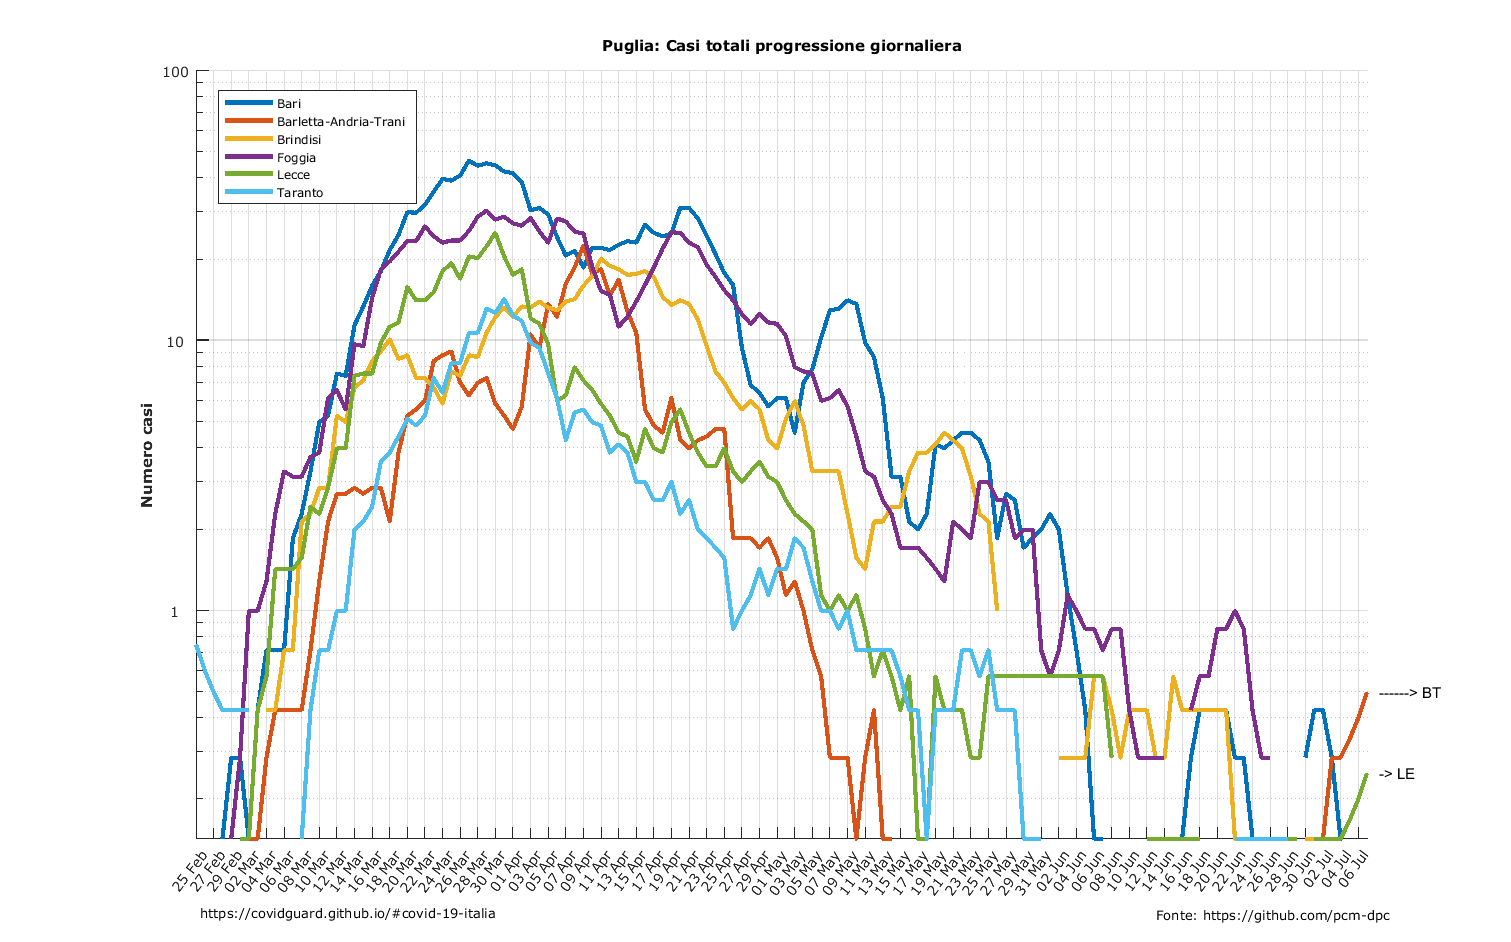 Puglia: Casi totali progressione giornaliera
100
Bari
Barletta-Andria-Trani
Brindisi
Foggia
Lecce
Taranto
10
Numero casi
1
------> BT
-> LE
25 Feb
27 Feb
29 Feb
02 Mar
04 Mar
06 Mar
08 Mar
10 Mar
12 Mar
14 Mar
16 Mar
18 Mar
20 Mar
22 Mar
24 Mar
26 Mar
28 Mar
30 Mar
01 Apr
03 Apr
05 Apr
07 Apr
09 Apr
11 Apr
13 Apr
15 Apr
17 Apr
19 Apr
21 Apr
23 Apr
25 Apr
27 Apr
29 Apr
01 May
03 May
05 May
07 May
09 May
11 May
13 May
15 May
17 May
19 May
21 May
23 May
25 May
27 May
29 May
31 May
02 Jun
04 Jun
06 Jun
08 Jun
10 Jun
12 Jun
14 Jun
16 Jun
18 Jun
20 Jun
22 Jun
24 Jun
26 Jun
28 Jun
30 Jun
02 Jul
04 Jul
06 Jul
https://covidguard.github.io/#covid-19-italia
Fonte: https://github.com/pcm-dpc